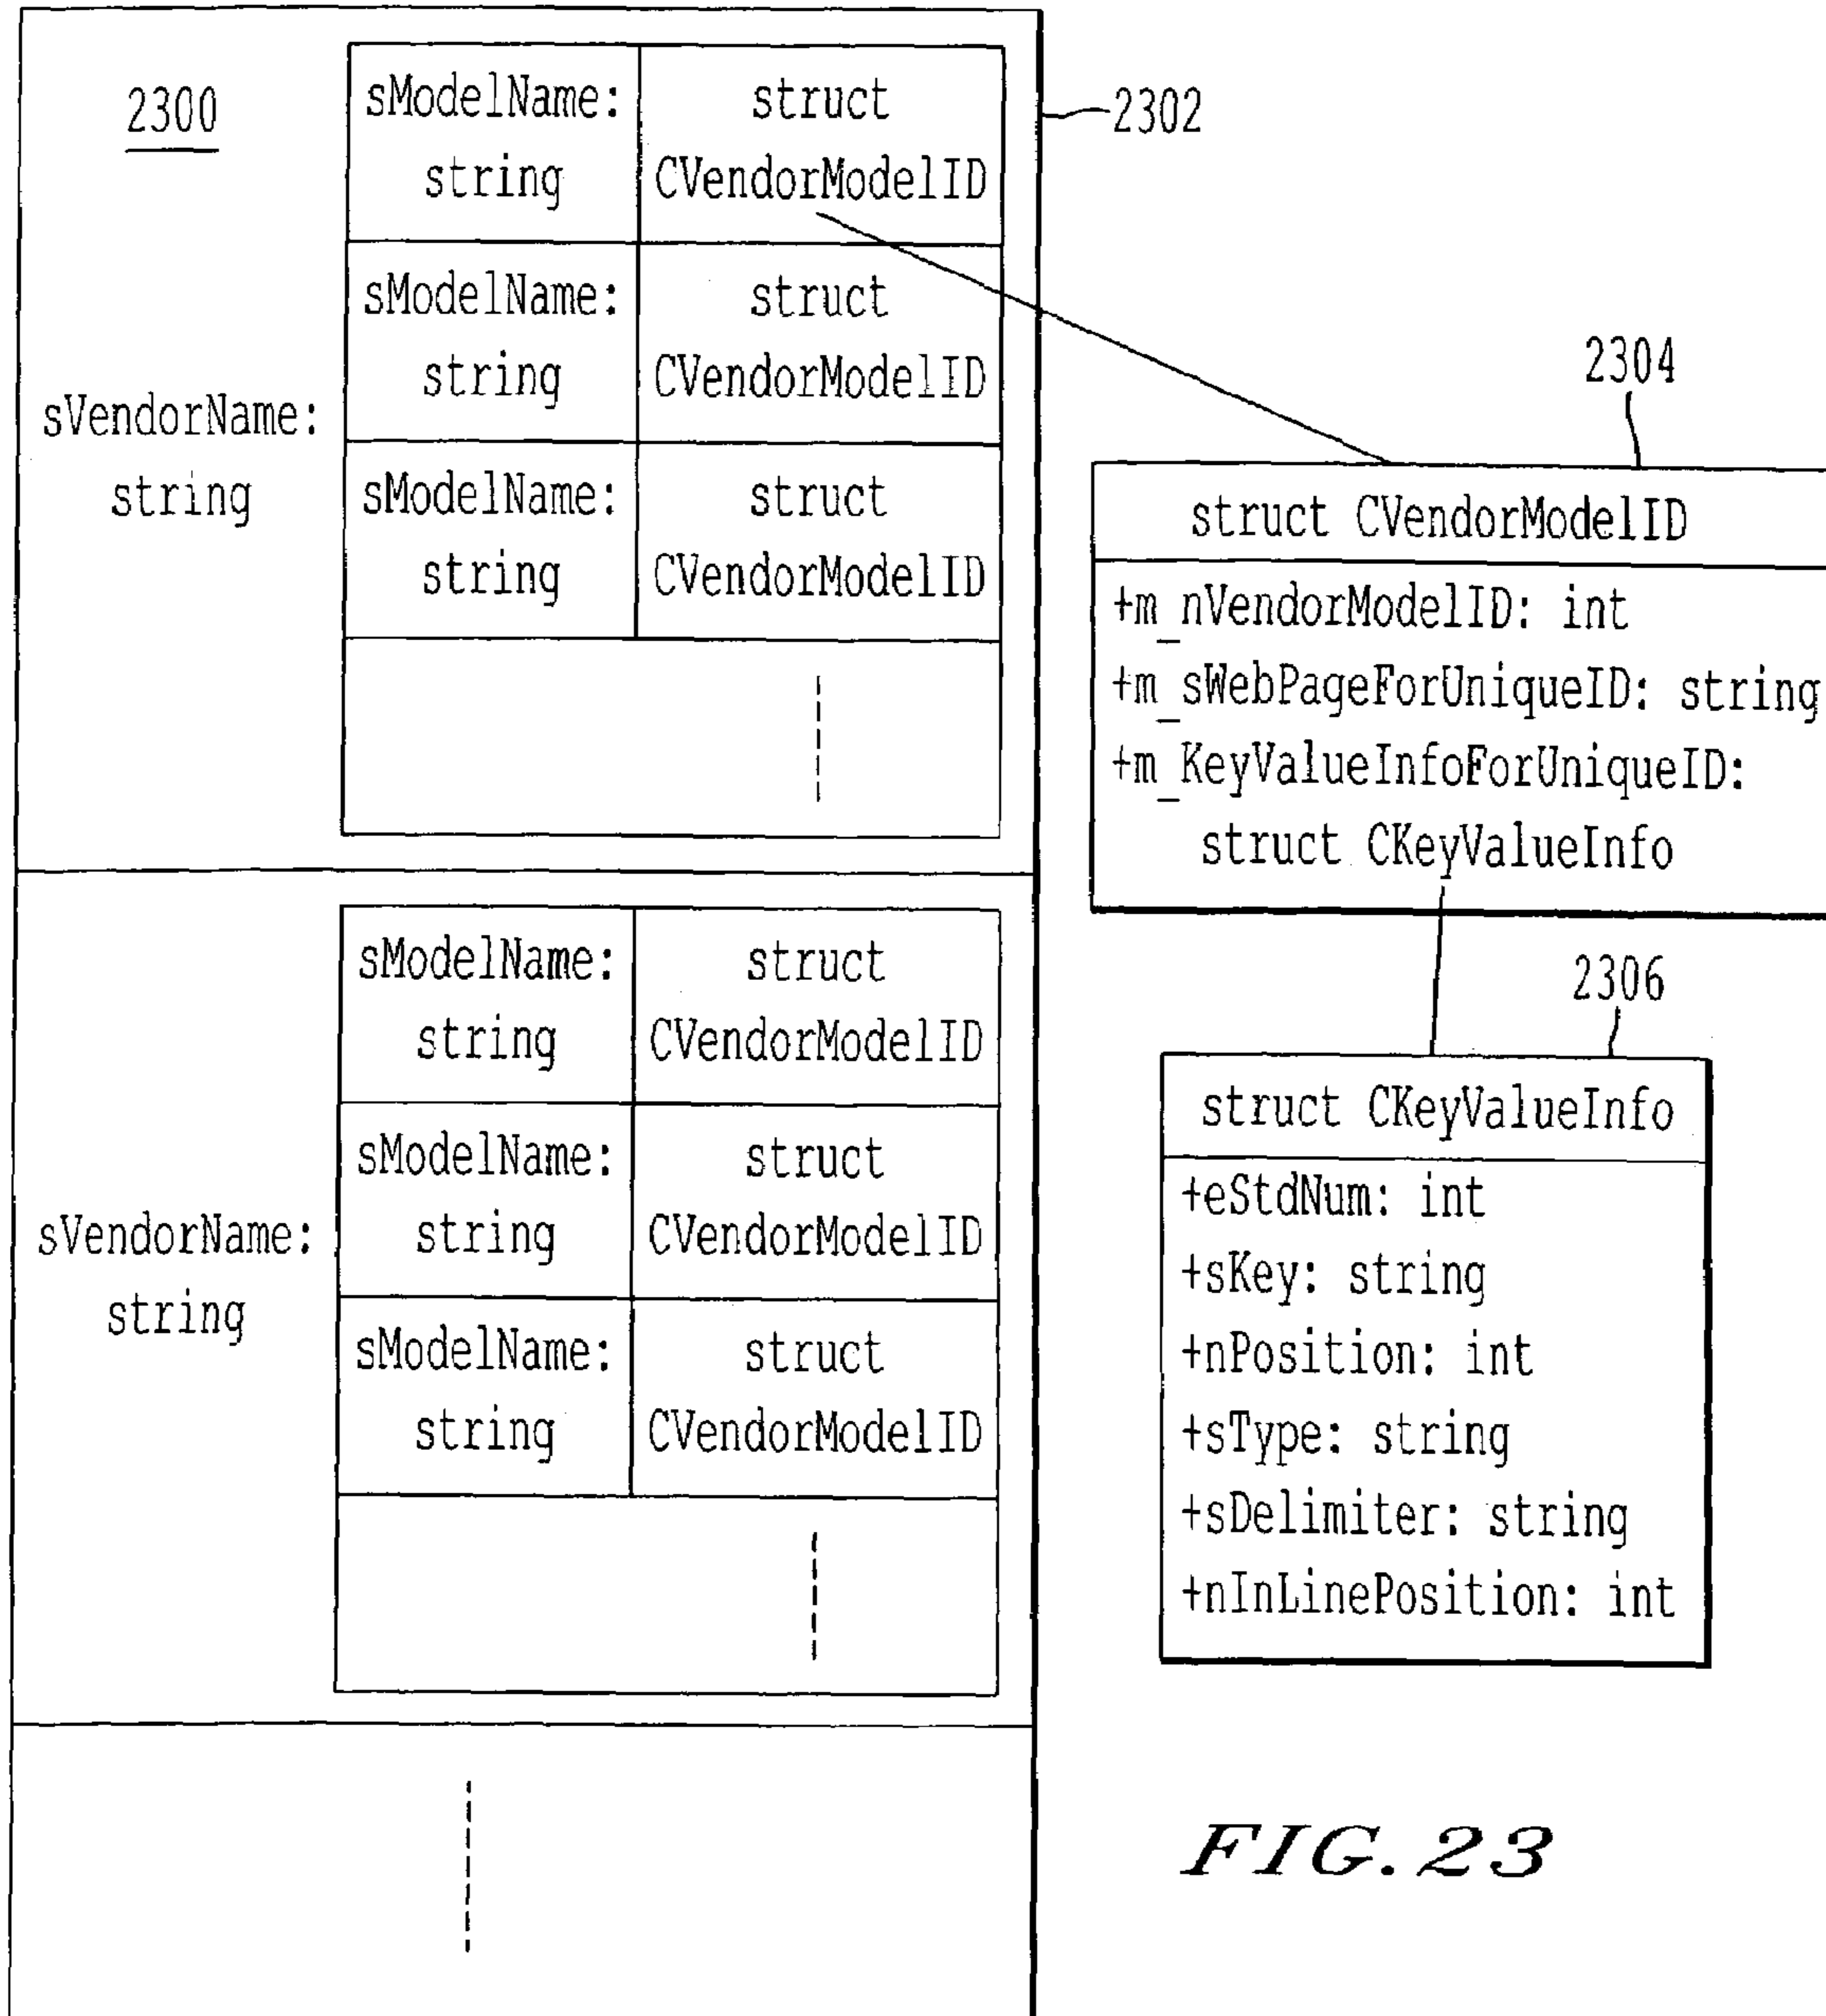 2300
sModelName:
string
struct
CVendorModelID
2302
sModelName:
string
struct
CVendorModelID
sVendorName:
string
sModelName:
string
struct
CVendorModelID
2304
struct CVendorModelID
+m_nVendorModelID: int
+m_sWebPageForUniqueID: string
+m_KeyValueInfoForUniqueID:
struct CKeyValueInfo
sModelName:
string
struct
CVendorModelID
sModelName:
string
struct
CVendorModelID
sVendorName:
string
sModelName:
string
struct
CVendorModelID
2306
struct CKeyValueInfo
+eStdNum: int
+sKey: string
+nPosition: int
+sType: string
+sDelimiter: string
+nInLinePosition: int
FIG. 23